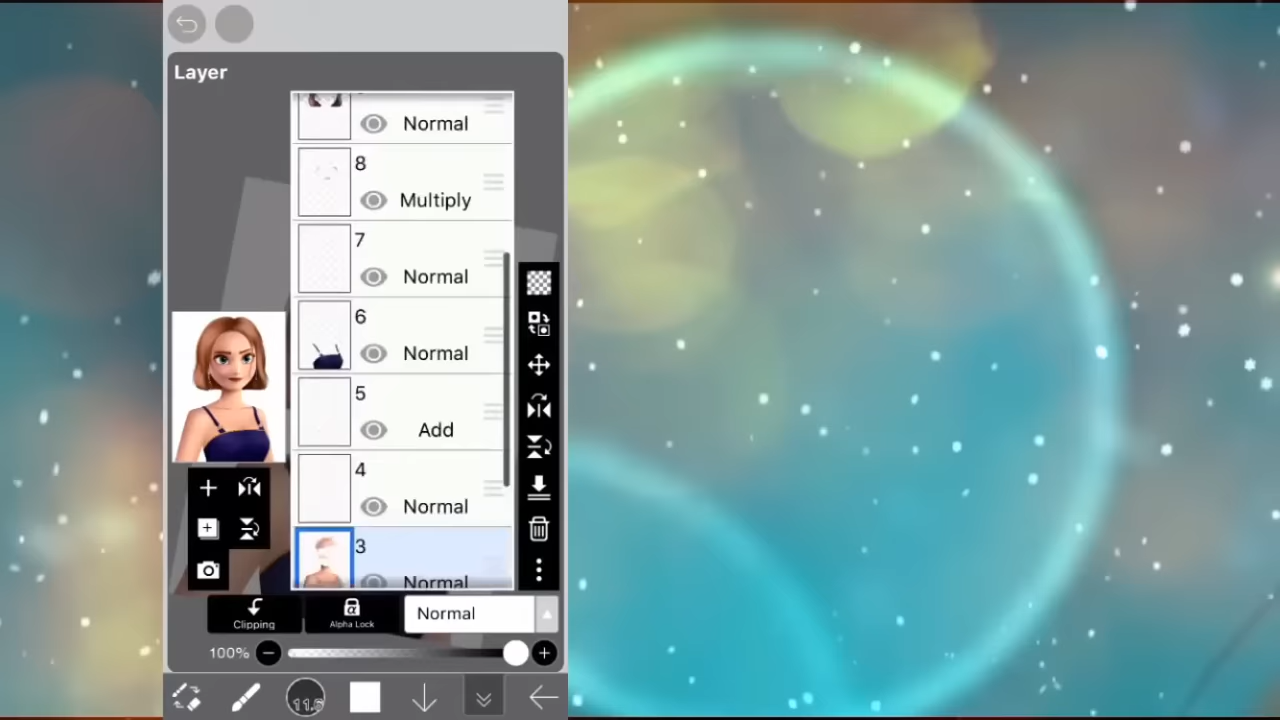 Layer
Normal
8
Multiply
7
Normal
6
Normal
5
Add
4
Normal
3
Normal
Clipping
α
Alpha Lock
Normal
100%